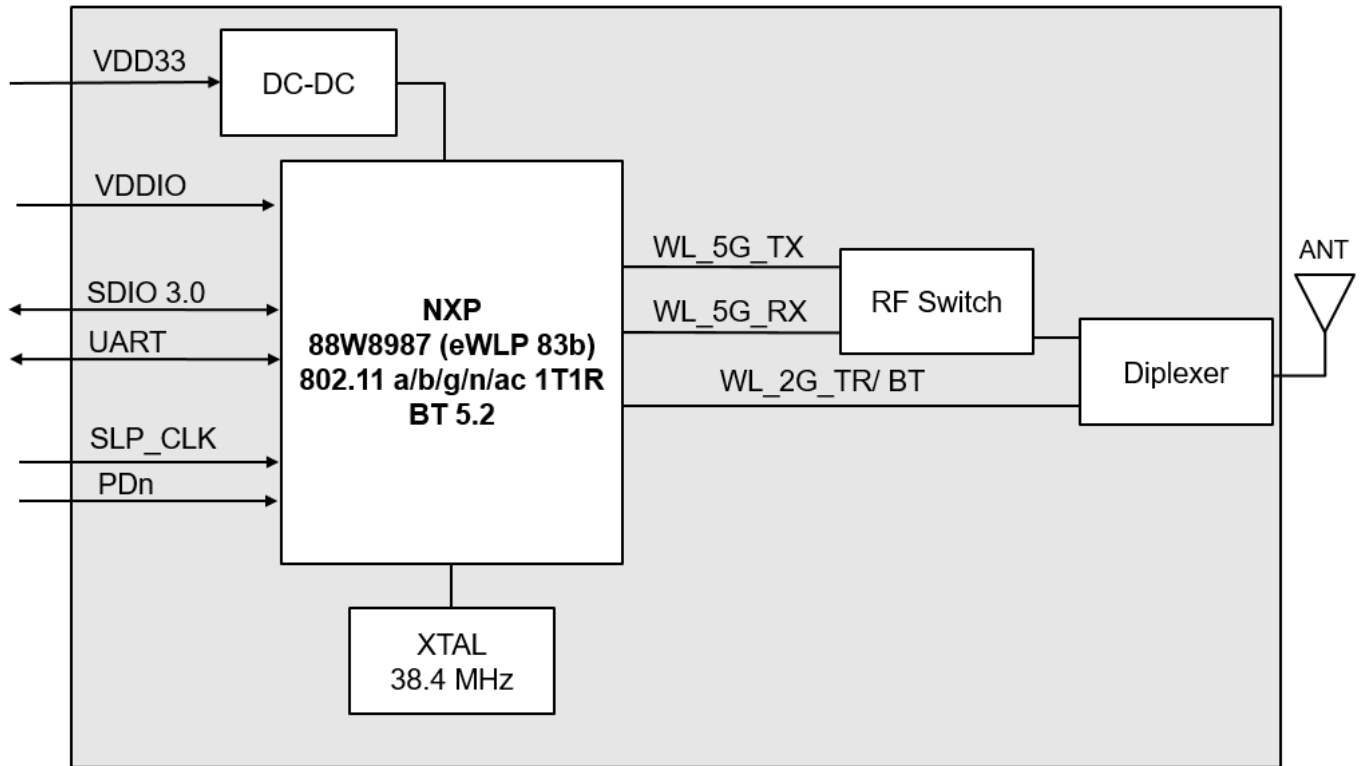 VDD33
DC-DC
VDDIO
SDIO 3.0
UART
SLP_CLK
PDn
NXP
88W8987 (eWLP 83b)
802.11 a/b/g/n/ac 1T1R
BT 5.2
XTAL
38.4 MHz
WL_5G_TX
WL_5G_RX
WL_2G_TR/ BT
RF Switch
Diplexer
ANT